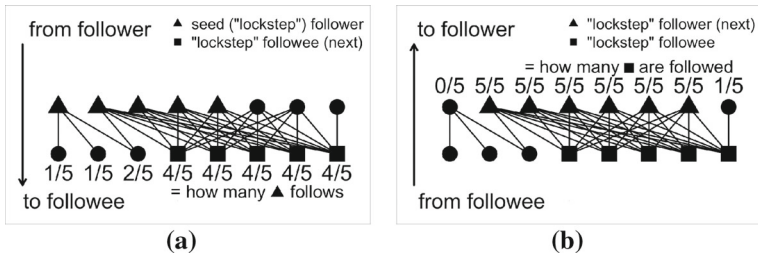 from follower
▲ seed ("lockstep") follower
■ "lockstep" followee (next)
1/5 1/5 2/5 4/5 4/5 4/5 4/5 4/5
= how many ▲ follows
to followee
(a)
to follower
▲ "lockstep" follower (next)
■ "lockstep" followee
= how many ■ are followed
0/5 5/5 5/5 5/5 5/5 5/5 5/5 1/5
from followee
(b)